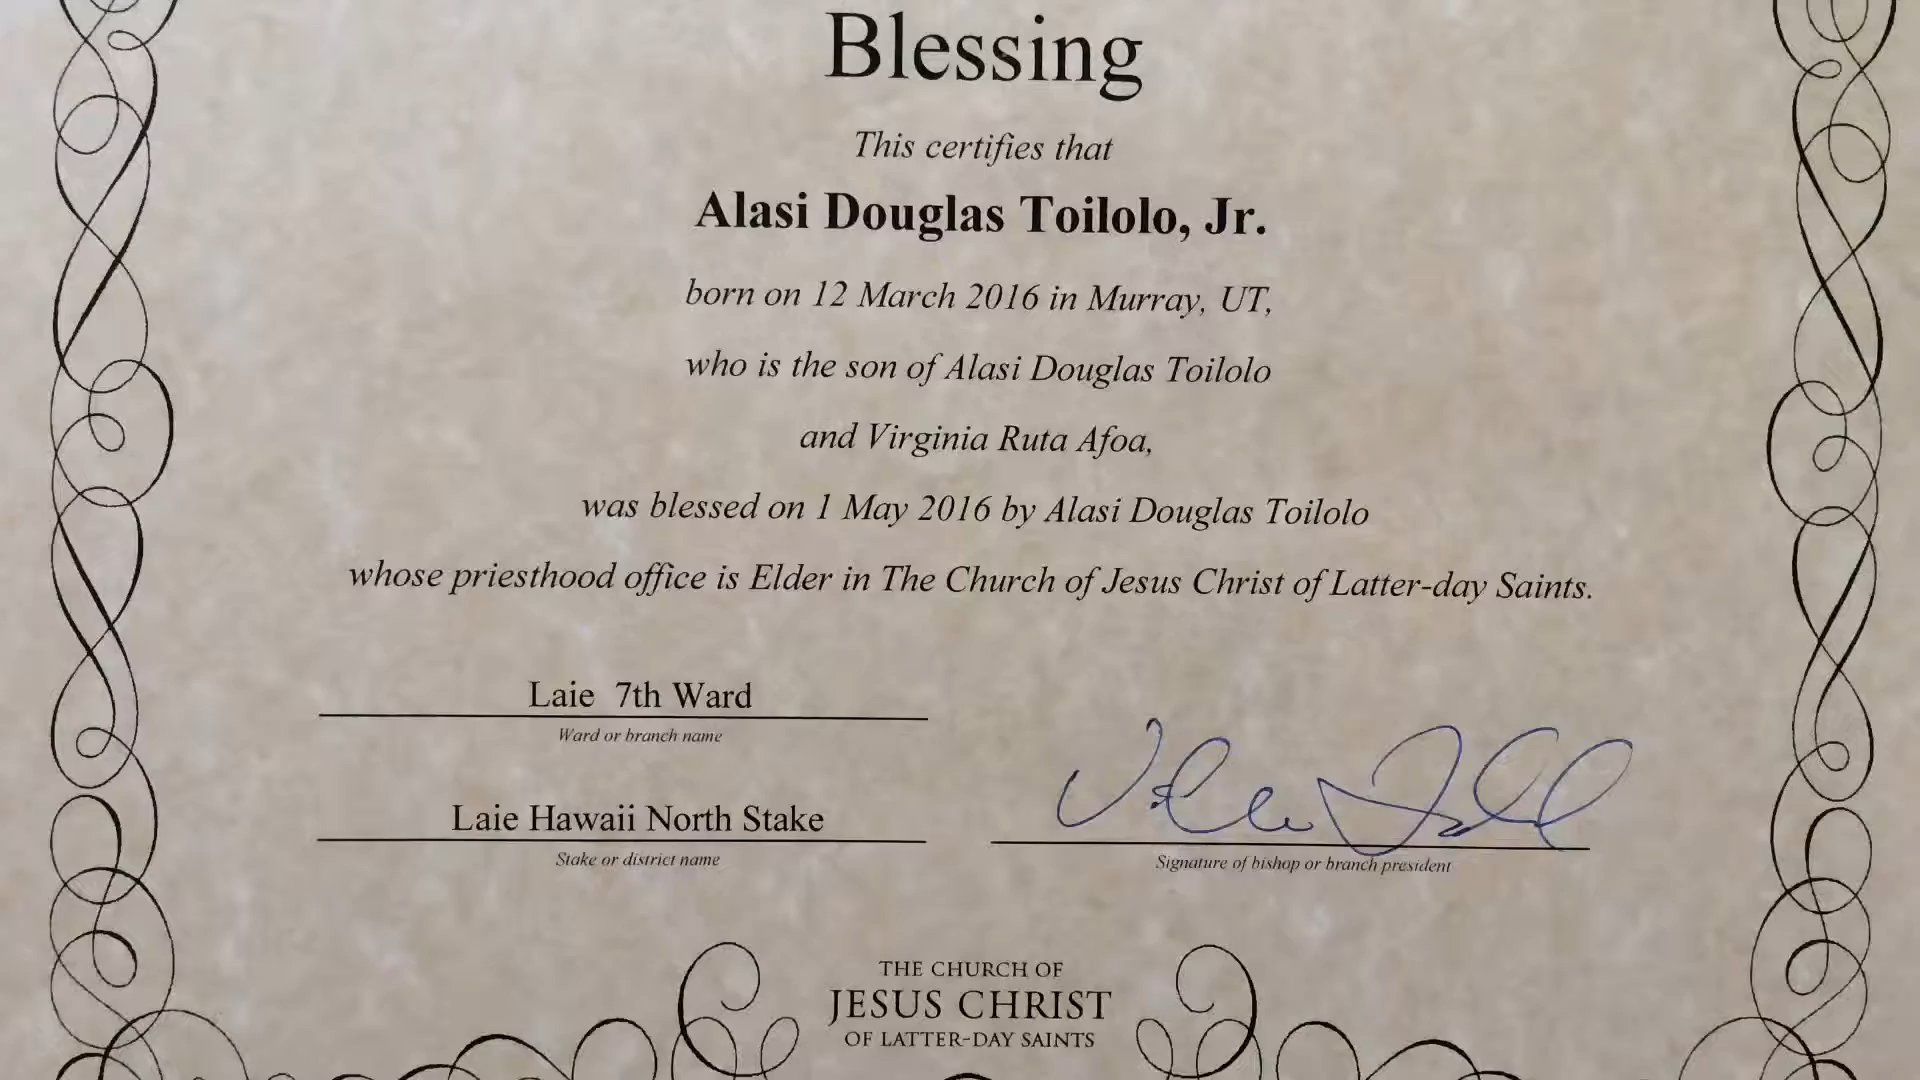 Blessing
This certifies that
Alasi Douglas Toilolo, Jr.
born on 12 March 2016 in Murray, UT,
who is the son of Alasi Douglas Toilolo
and Virginia Ruta Afoa,
was blessed on 1 May 2016 by Alasi Douglas Toilolo
whose priesthood office is Elder in The Church of Jesus Christ of Latter-day Saints.
Laie 7th Ward
Ward or branch name
Laie Hawaii North Stake
Stake or district name
Signature of bishop or branch president
THE CHURCH OF
JESUS CHRIST
OF LATTER-DAY SAINTS